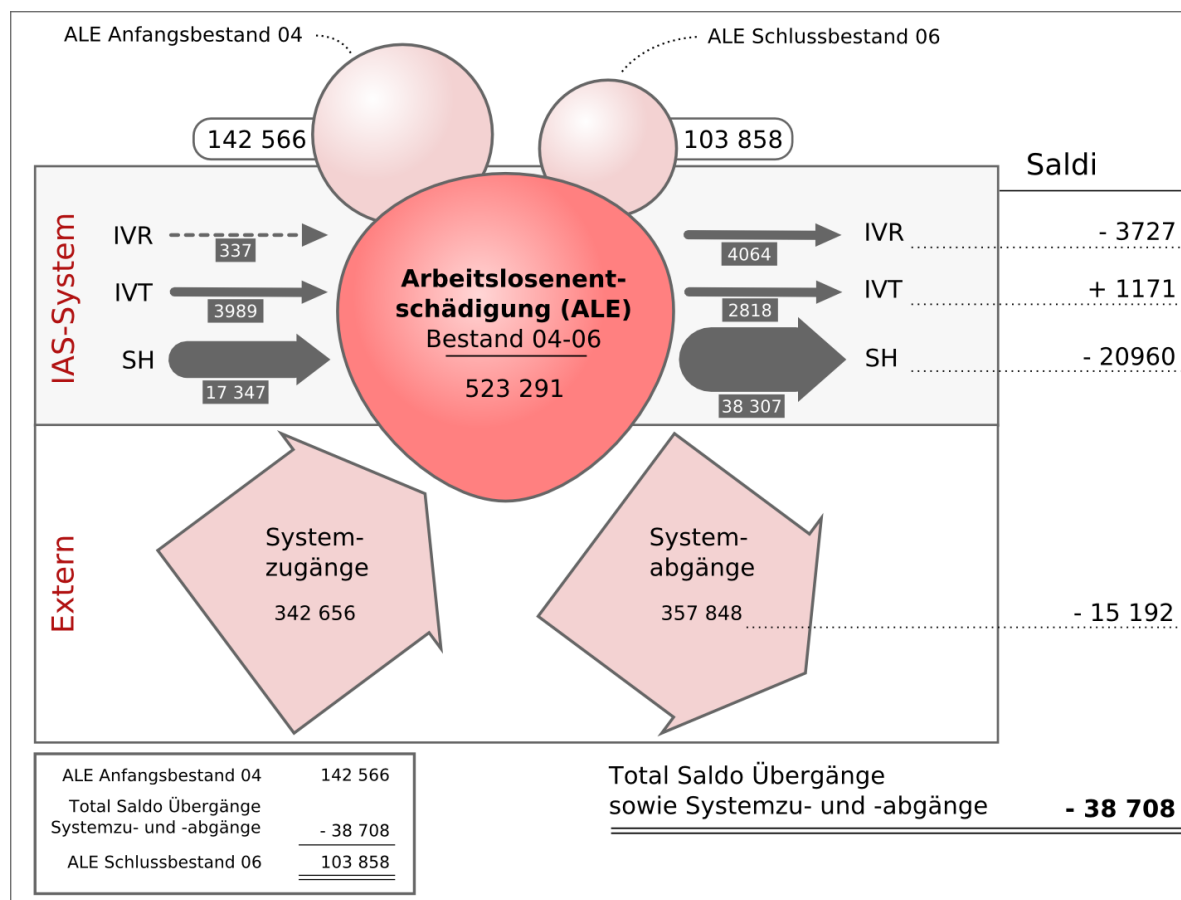 ALE Anfangsbestand 04
ALE Schlussbestand 06
142 566
103 858
Saldi
IAS-System
IVR
337
4064
IVR
- 3727
IVT
3989
2818
IVT
+ 1171
SH
17 347
38 307
SH
- 20960
Arbeitslosenent-
schädigung (ALE)
Bestand 04-06
523 291
Extern
System-
zugänge
342 656
System-
abgänge
357 848
- 15 192
ALE Anfangsbestand 04 142 566
Total Saldo Übergänge
Systemzu- und -abgänge - 38 708
ALE Schlussbestand 06 103 858
Total Saldo Übergänge
sowie Systemzu- und -abgänge - 38 708